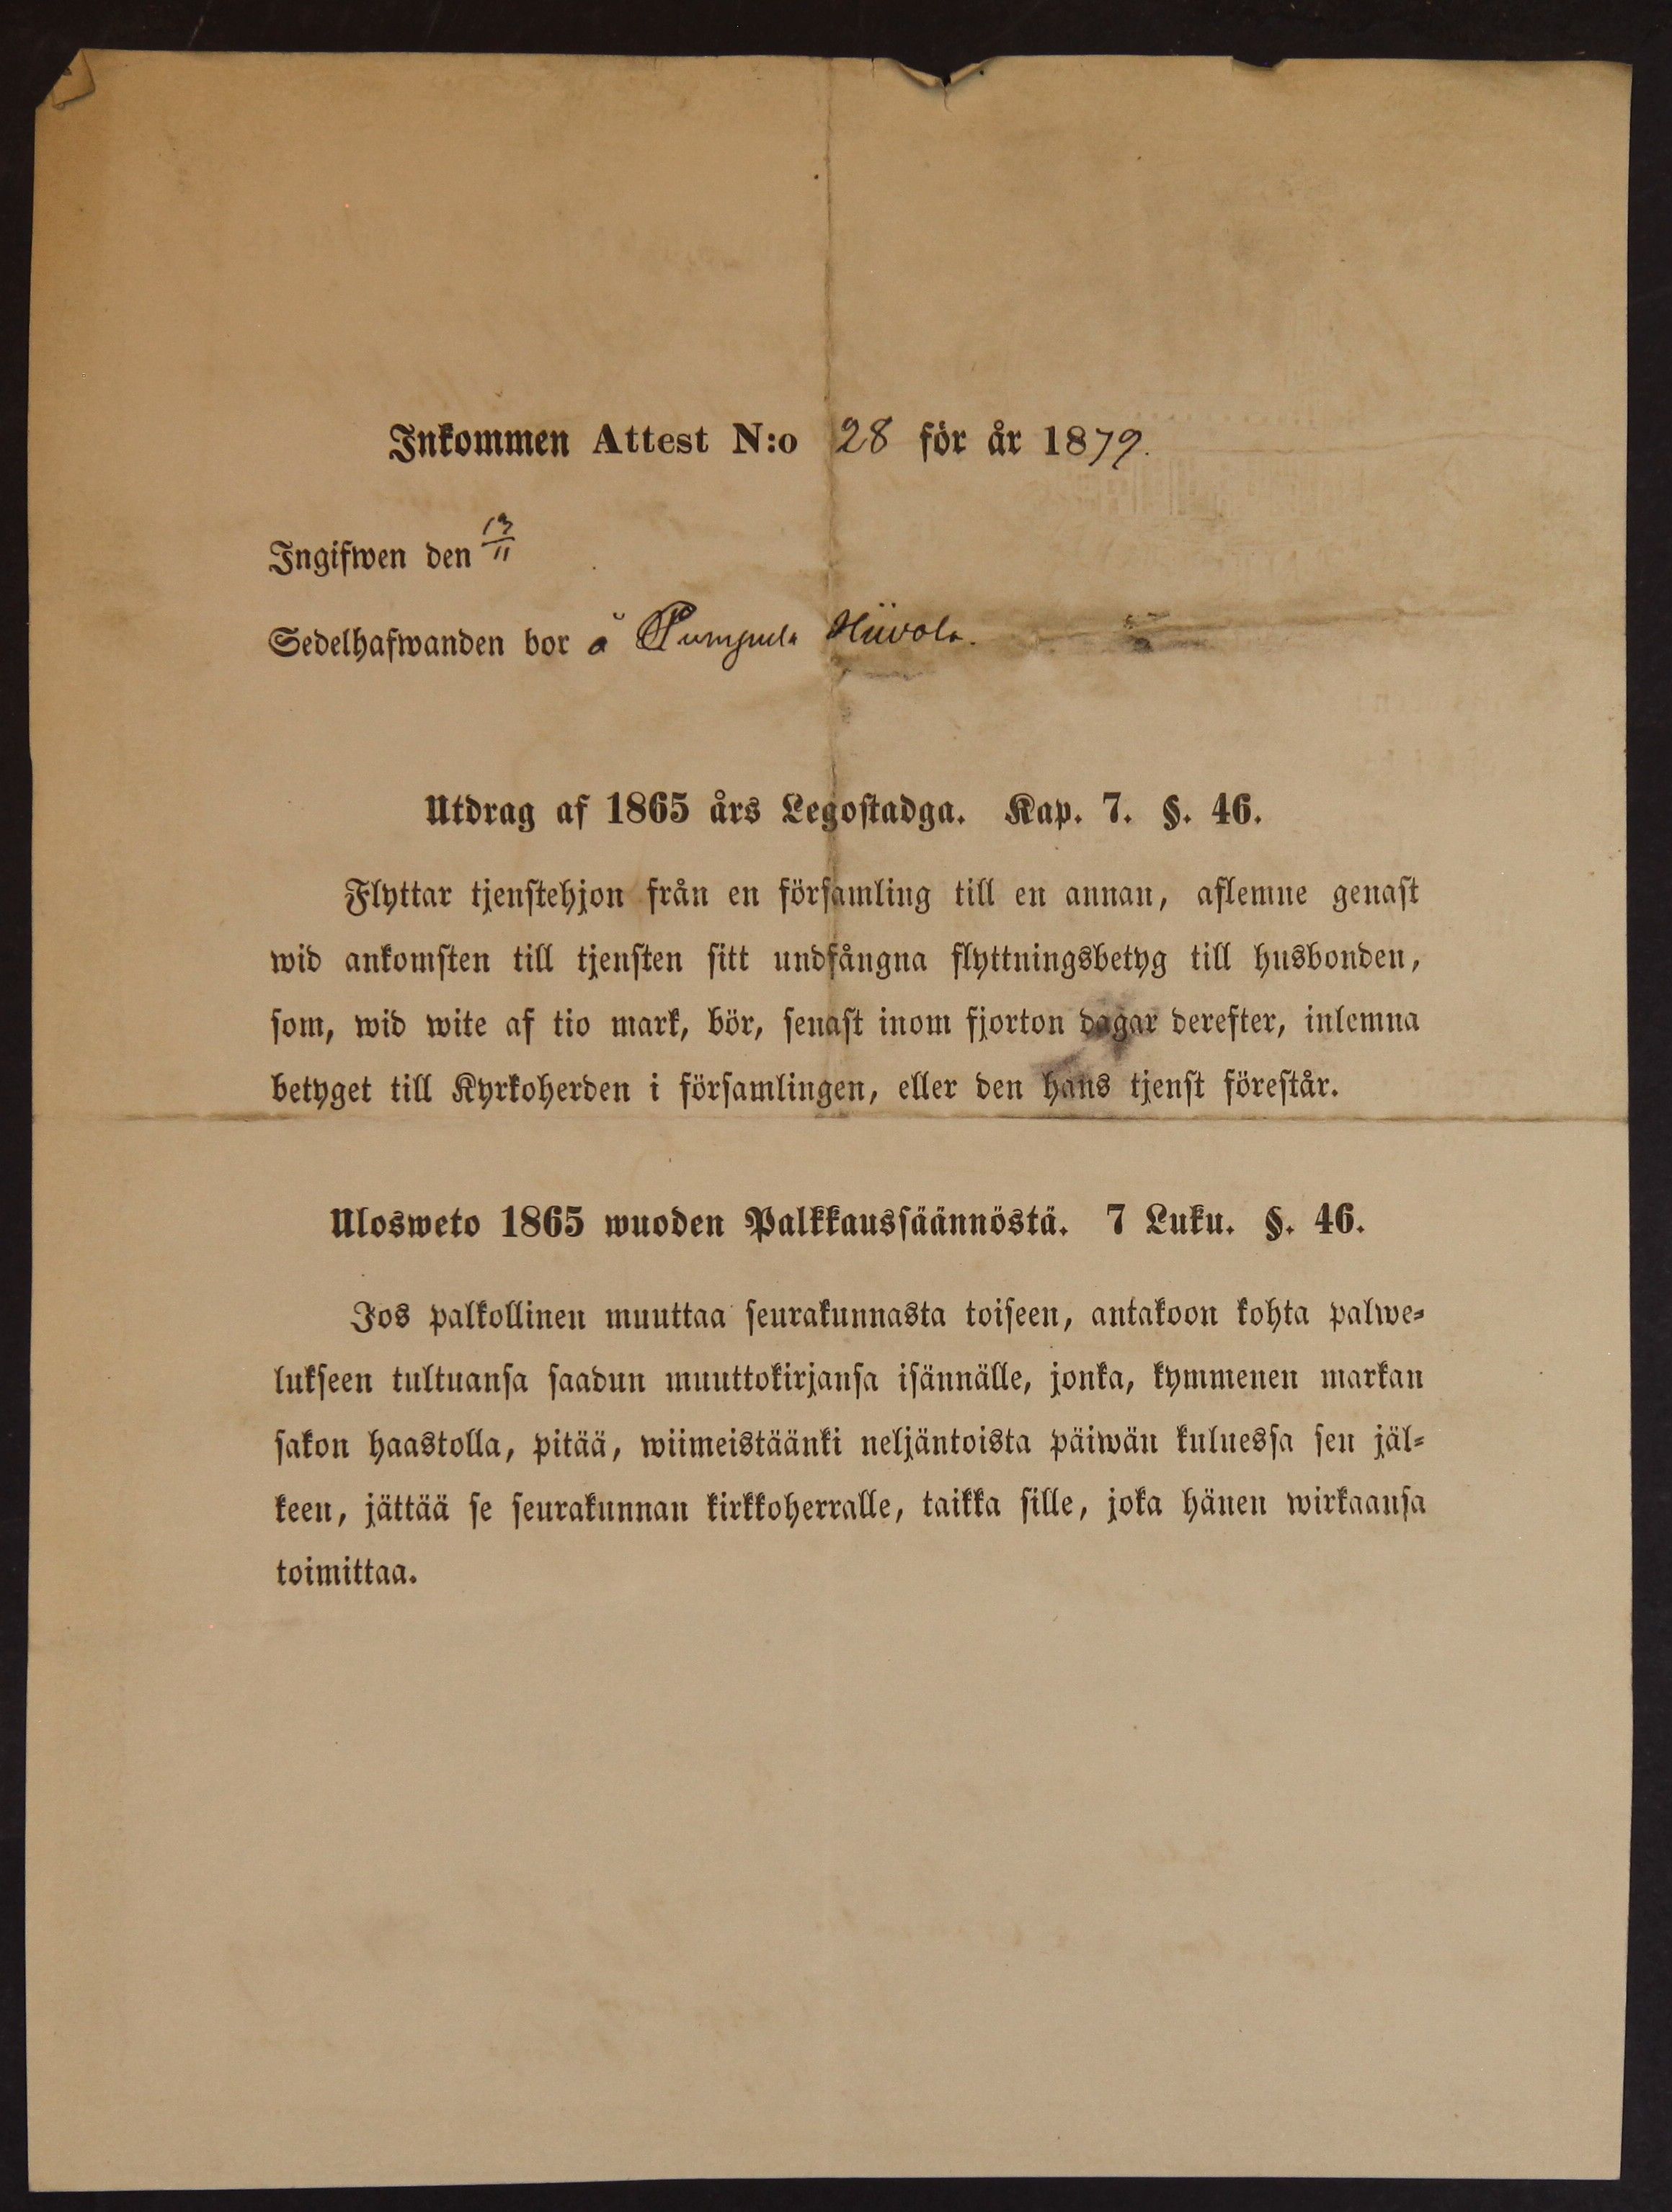 Inkommen Attest N:o 28 för år 1879.
Ingifwen den 13/11
Sedelhafwanden bor å Pumpula Hiivola.
Utdrag af 1865 års Legostadga. Kap. 7. §. 46.
Flyttar tjenstehjon från en församling till en annan, aflemne genast
wid ankomsten till tjensten sitt undfångna flyttningsbetyg till husbonden,
som, wid wite af tio mark, bör, senast inom fjorton dagar derefter, inlemna
betyget till Kyrkoherden i församlingen, eller den hans tjenst förestår.
Ulosweto 1865 wuoden Palkkaussäännöstä. 7 Luku. §. 46.
Jos palkollinen muuttaa seurakunnasta toiseen, antakoon kohta palwe-
lukseen tultuansa saadun muuttokirjansa isännälle, jonka, kymmenen markan
sakon haastolla, pitää, wiimeistäänki neljäntoista päiwän kuluessa sen jäl-
keen, jättää se seurakunnan kirkkoherralle, taikka sille, joka hänen wirkaansa
toimittaa.